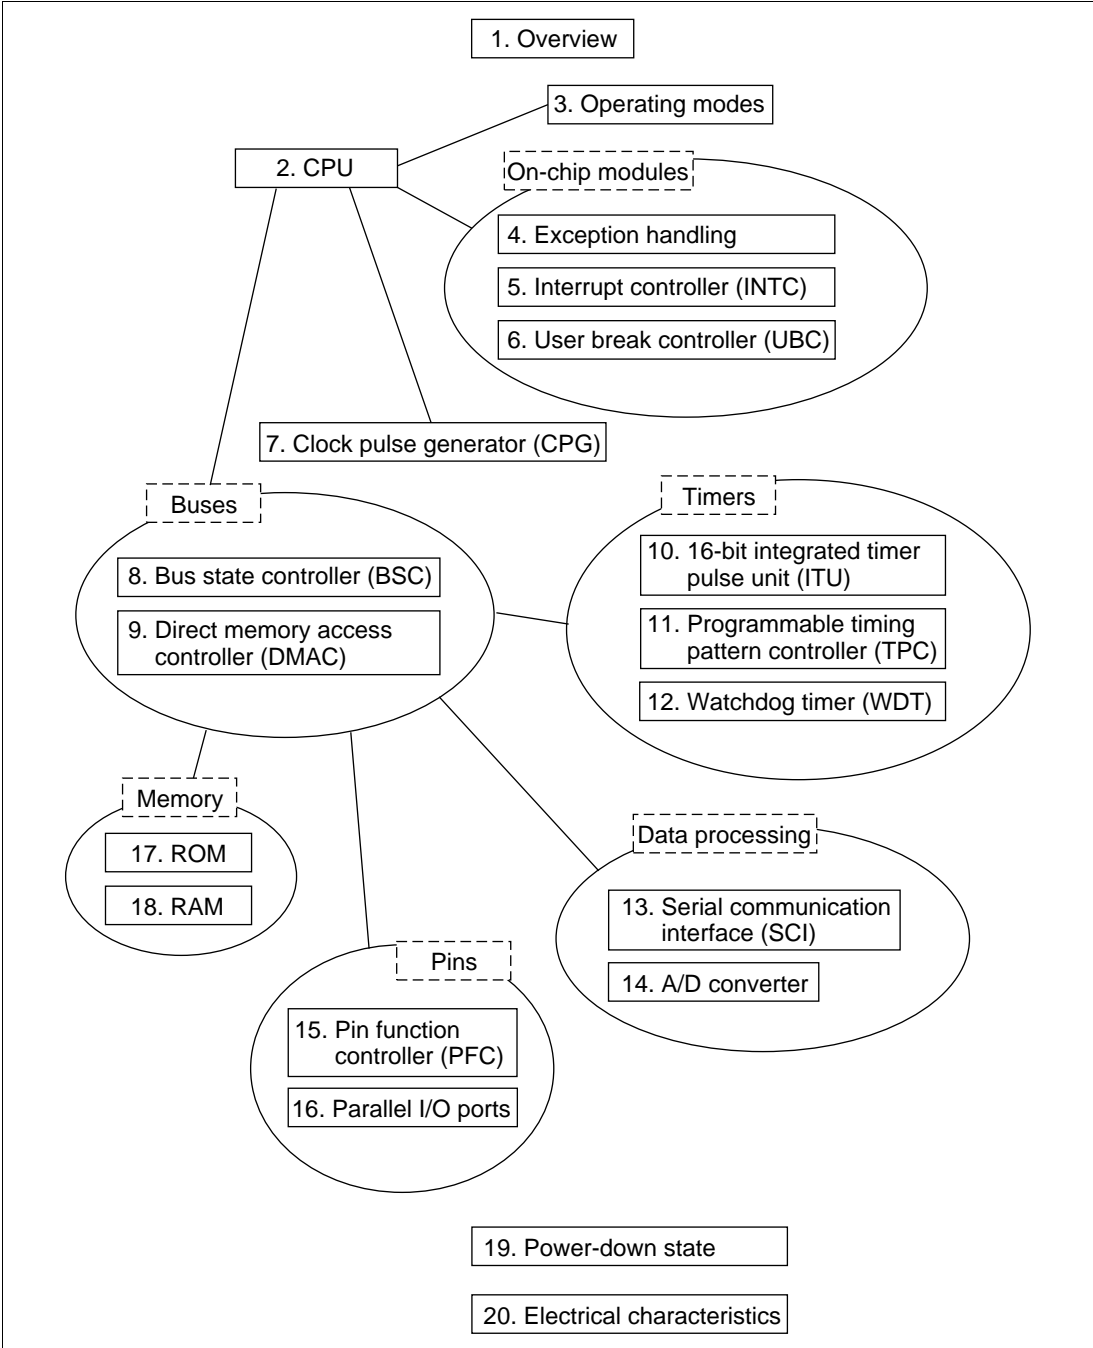 1. Overview
3. Operating modes
2. CPU
On-chip modules
4. Exception handling
5. Interrupt controller (INTC)
6. User break controller (UBC)
7. Clock pulse generator (CPG)
Buses
8. Bus state controller (BSC)
9. Direct memory access
controller (DMAC)
Timers
10. 16-bit integrated timer
pulse unit (ITU)
11. Programmable timing
pattern controller (TPC)
12. Watchdog timer (WDT)
Memory
17. ROM
18. RAM
Data processing
13. Serial communication
interface (SCI)
14. A/D converter
Pins
15. Pin function
controller (PFC)
16. Parallel I/O ports
19. Power-down state
20. Electrical characteristics